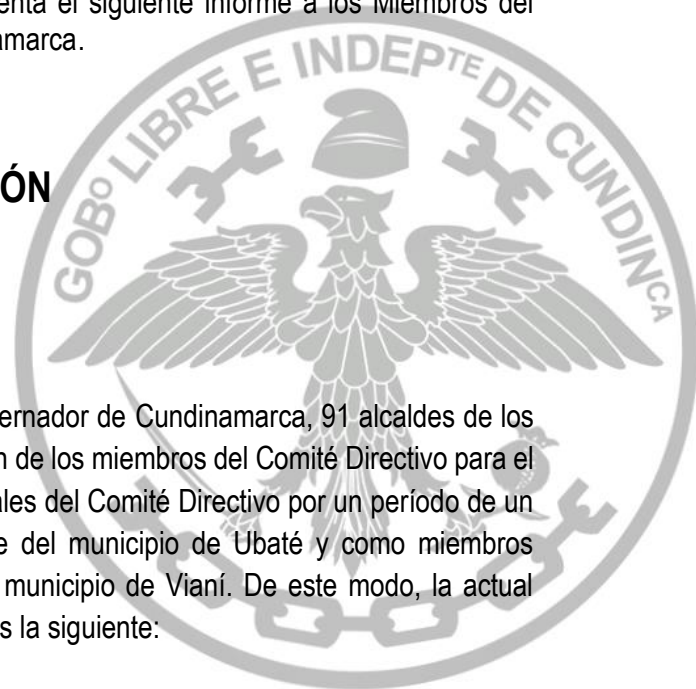 enta el siguiente informe a los Miembros del
amarca.
GOBº LIBRE E INDEPTE DE CUNDINCA
IÓN
ernador de Cundinamarca, 91 alcaldes de los
n de los miembros del Comité Directivo para el
ales del Comité Directivo por un período de un
e del municipio de Ubaté y como miembros
municipio de Vianí. De este modo, la actual
s la siguiente: